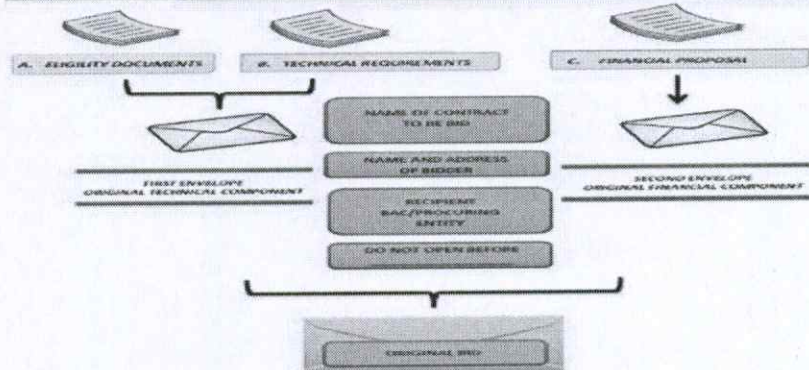 A. ELIGILITY DOCUMENTS
B. TECHNICAL REQUIREMENTS
C. FINANCIAL PROPOSAL
NAME OF CONTRACT
TO BE BID
NAME AND ADDRESS
OF BIDDER
FIRST ENVELOPE
ORIGINAL TECHNICAL COMPONENT
SECOND ENVELOPE
ORIGINAL FINANCIAL COMPONENT
RECIPIENT
BAC/PROCURING
ENTITY
DO NOT OPEN BEFORE
ORIGINAL BID